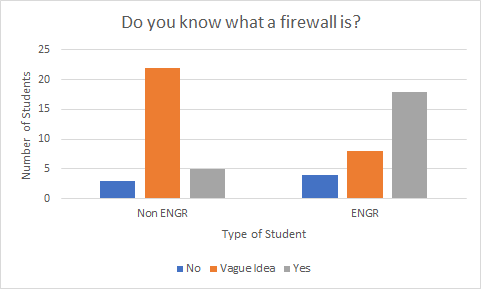 Do you know what a firewall is?
Number of Students
25
20
15
10
5
0
Non ENGR
ENGR
Type of Student
No
Vague Idea
Yes